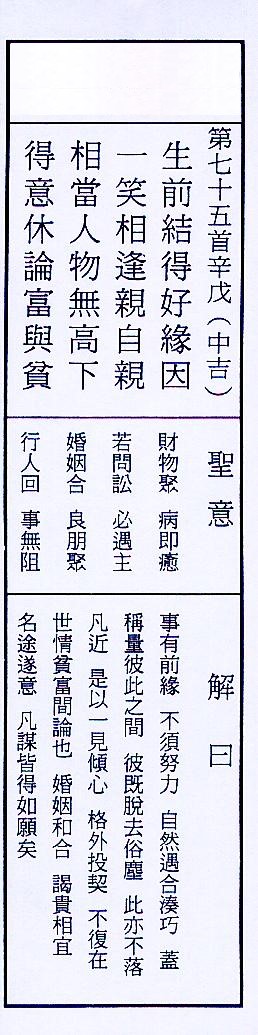 第七十五首辛戊(中吉)
生前結得好緣因
一笑相逢親自親
相當人物無高下
得意休論富與貧
聖意
財物聚 病即癒
若問訟 必遇主
婚姻合 良朋聚
行人回 事無阻
解曰
事有前緣 不須努力 自然遇合湊巧 蓋
稱量彼此之間 彼既脫去俗塵 此亦不落
凡近 是以一見傾心 格外投契 不復在
世情貧富間論也 婚姻和合 謁貴相宜
名途遂意 凡謀皆得如願矣